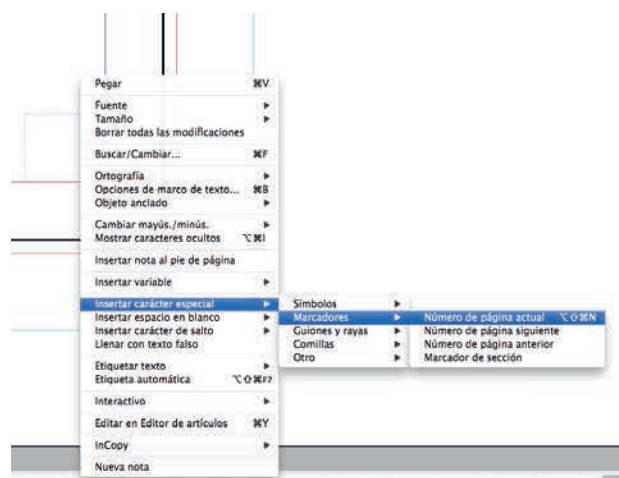 Pegar ⌘V
Fuente
Tamaño
Borrar todas las modificaciones
Buscar/Cambiar... ⌘F
Ortografía
Opciones de marco de texto... ⌘B
Objeto anclado
Cambiar mayús./minús.
Mostrar caracteres ocultos ⌥⌘I
Insertar nota al pie de página
Insertar variable
Insertar carácter especial
Insertar espacio en blanco
Insertar carácter de salto
Llenar con texto falso
Etiquetar texto
Etiqueta automática ⌥⇧⌘F7
Interactivo
Editar en Editor de artículos ⌘Y
InCopy
Nueva nota
Símbolos
Marcadores
Guiones y rayas
Comillas
Otro
Número de página actual ⌥⇧⌘N
Número de página siguiente
Número de página anterior
Marcador de sección